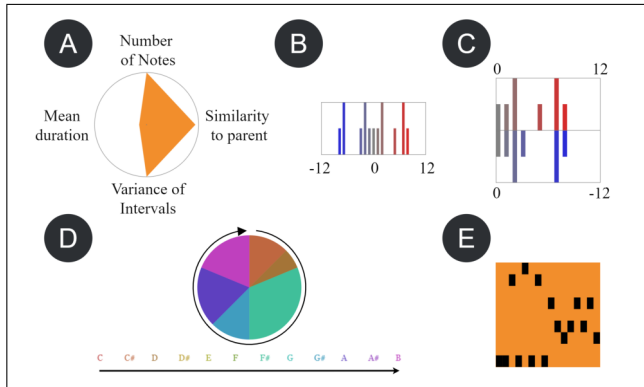 A
Number
of Notes
Mean
duration
Similarity
to parent
Variance of
Intervals
B
-12 0 12
C
0 12
0 -12
D
C C# D D# E F F# G G# A A# B
E